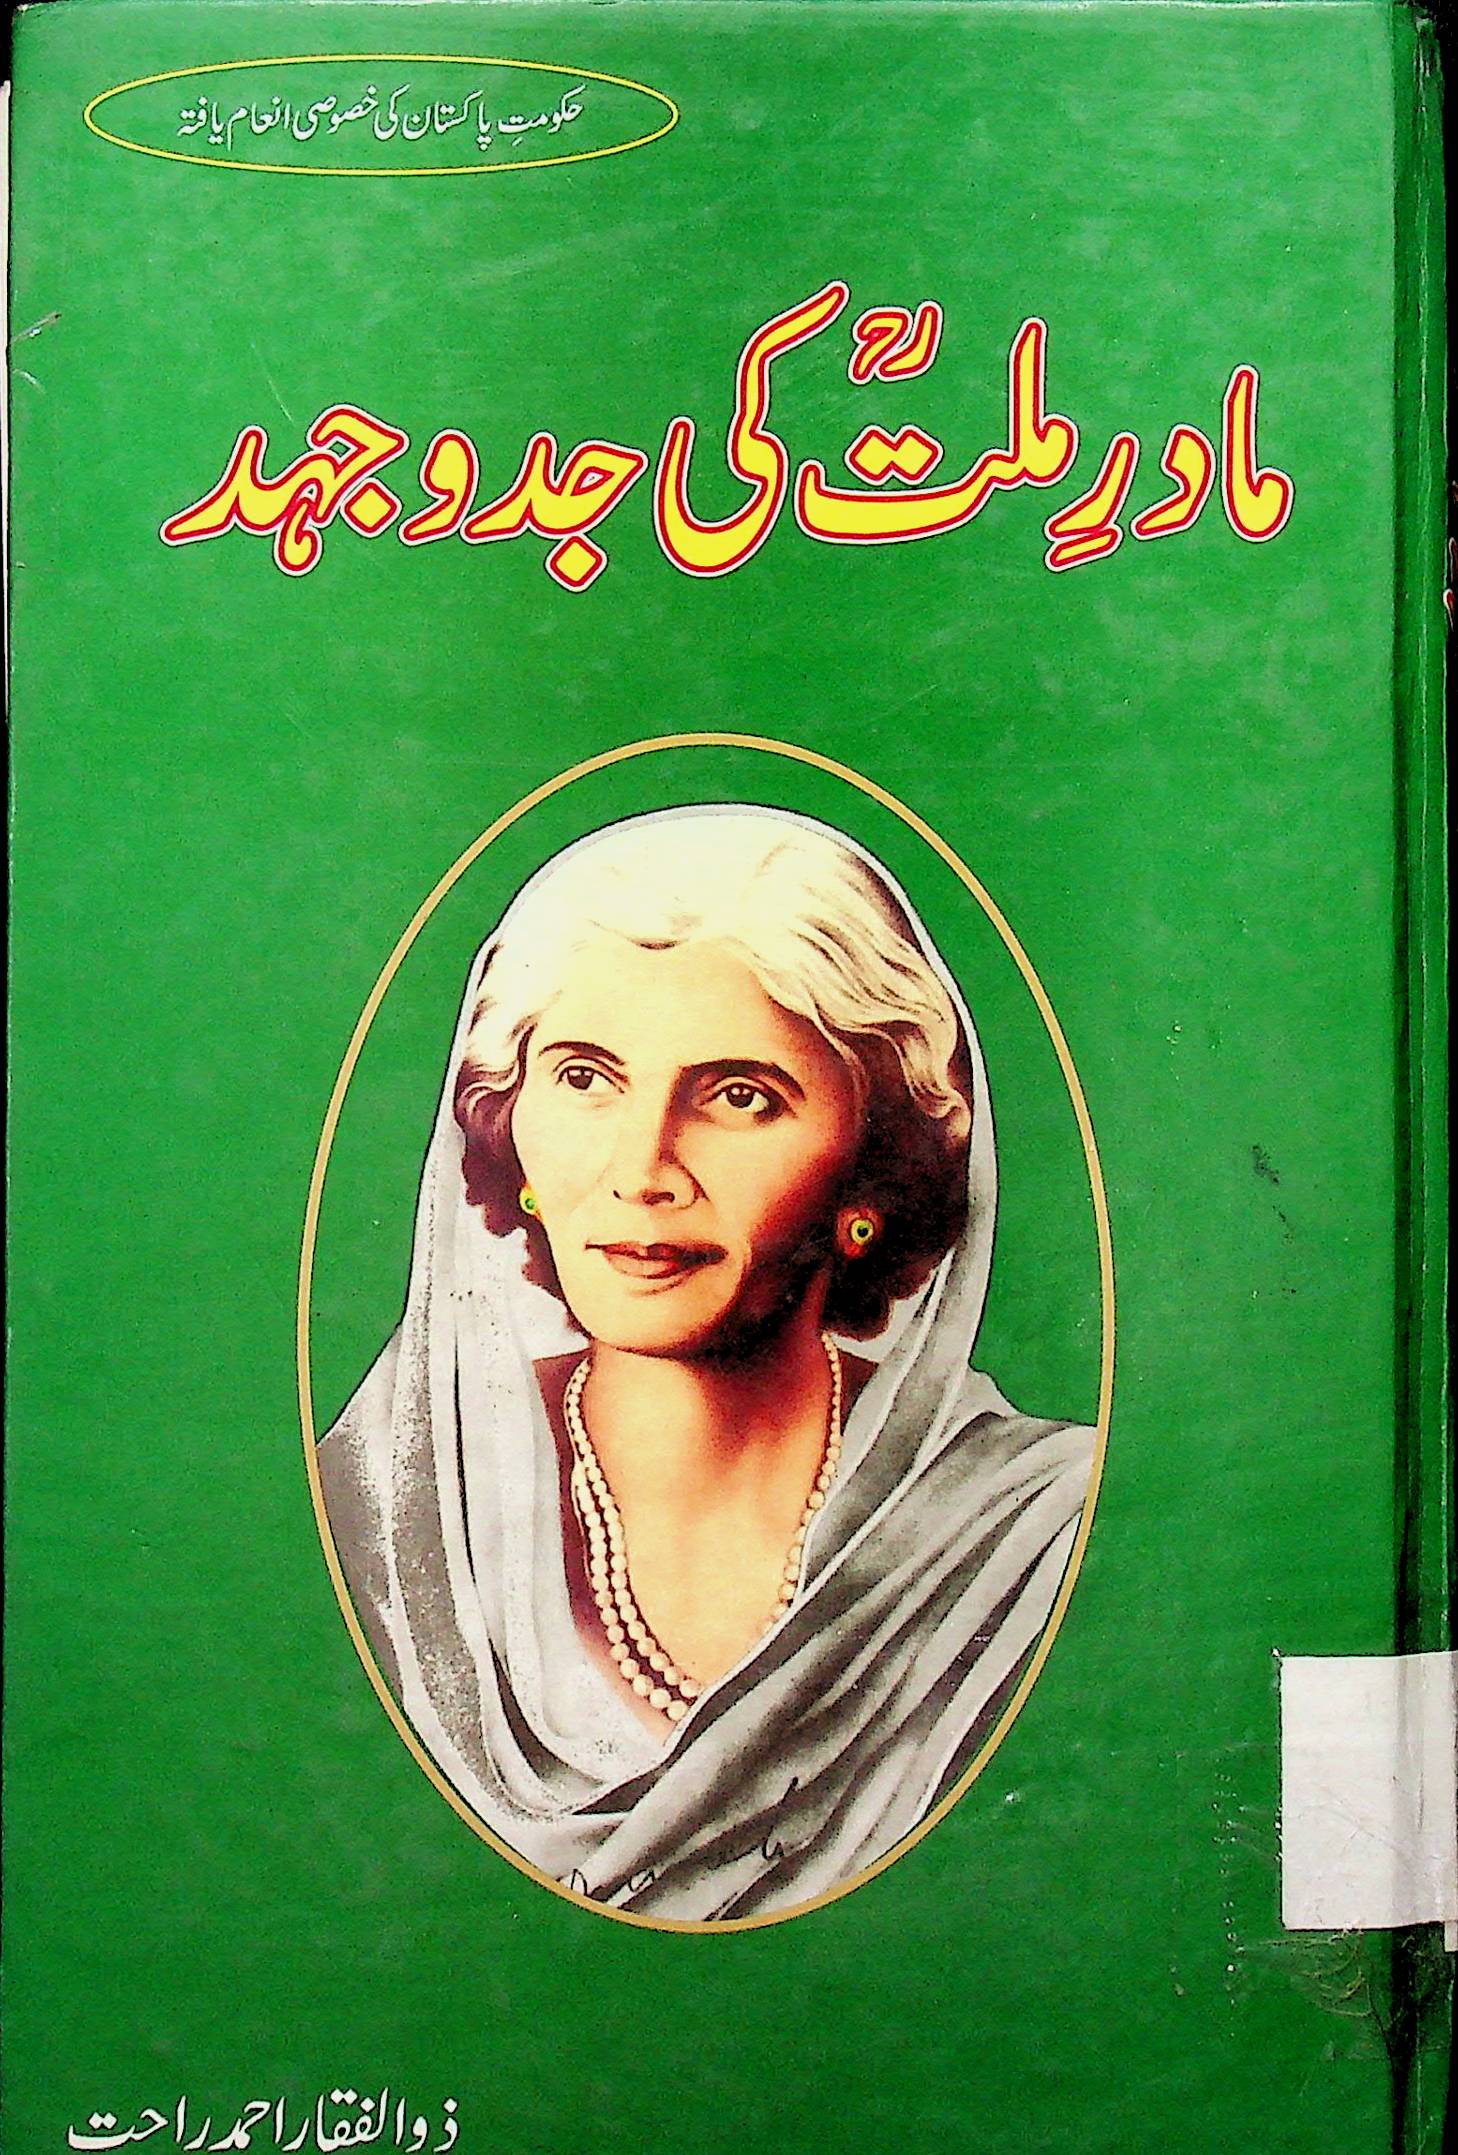 حکومتِ پاکستان کی خصوصی انعام یافتہ
مادرِ ملتؒ کی جدوجہد
ذوالفقار احمد راحت